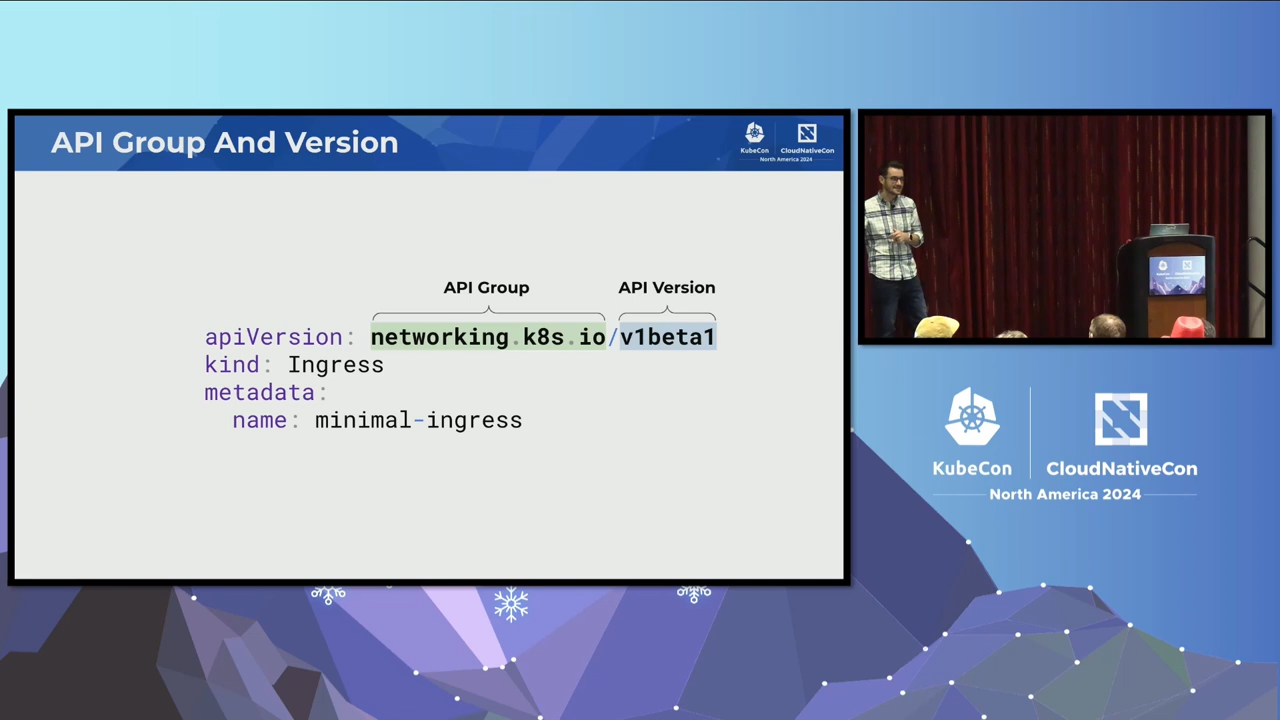 API Group And Version
KubeCon
CloudNativeCon
North America 2024
API Group
API Version
apiVersion: networking.k8s.io/v1beta1
kind: Ingress
metadata:
  name: minimal-ingress
KubeCon
CloudNativeCon
North America 2024